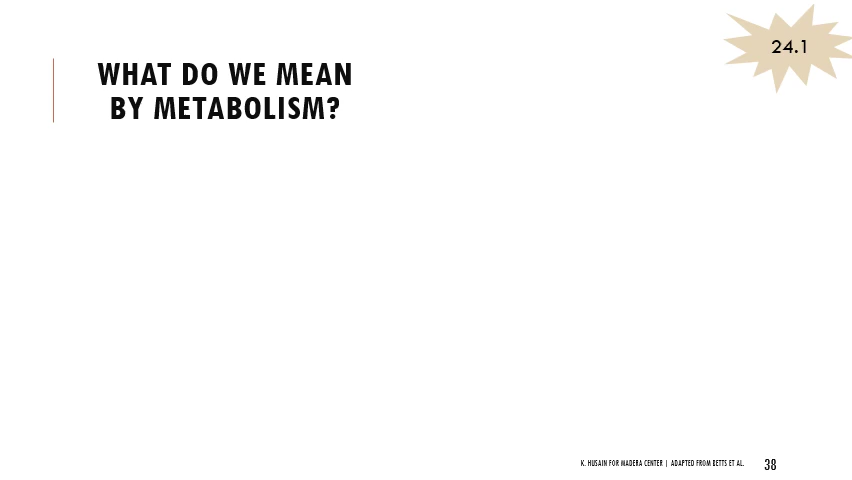 24.1
WHAT DO WE MEAN
BY METABOLISM?
K. HUSAIN FOR MADERA CENTER | ADAPTED FROM BETTS ET AL.
38